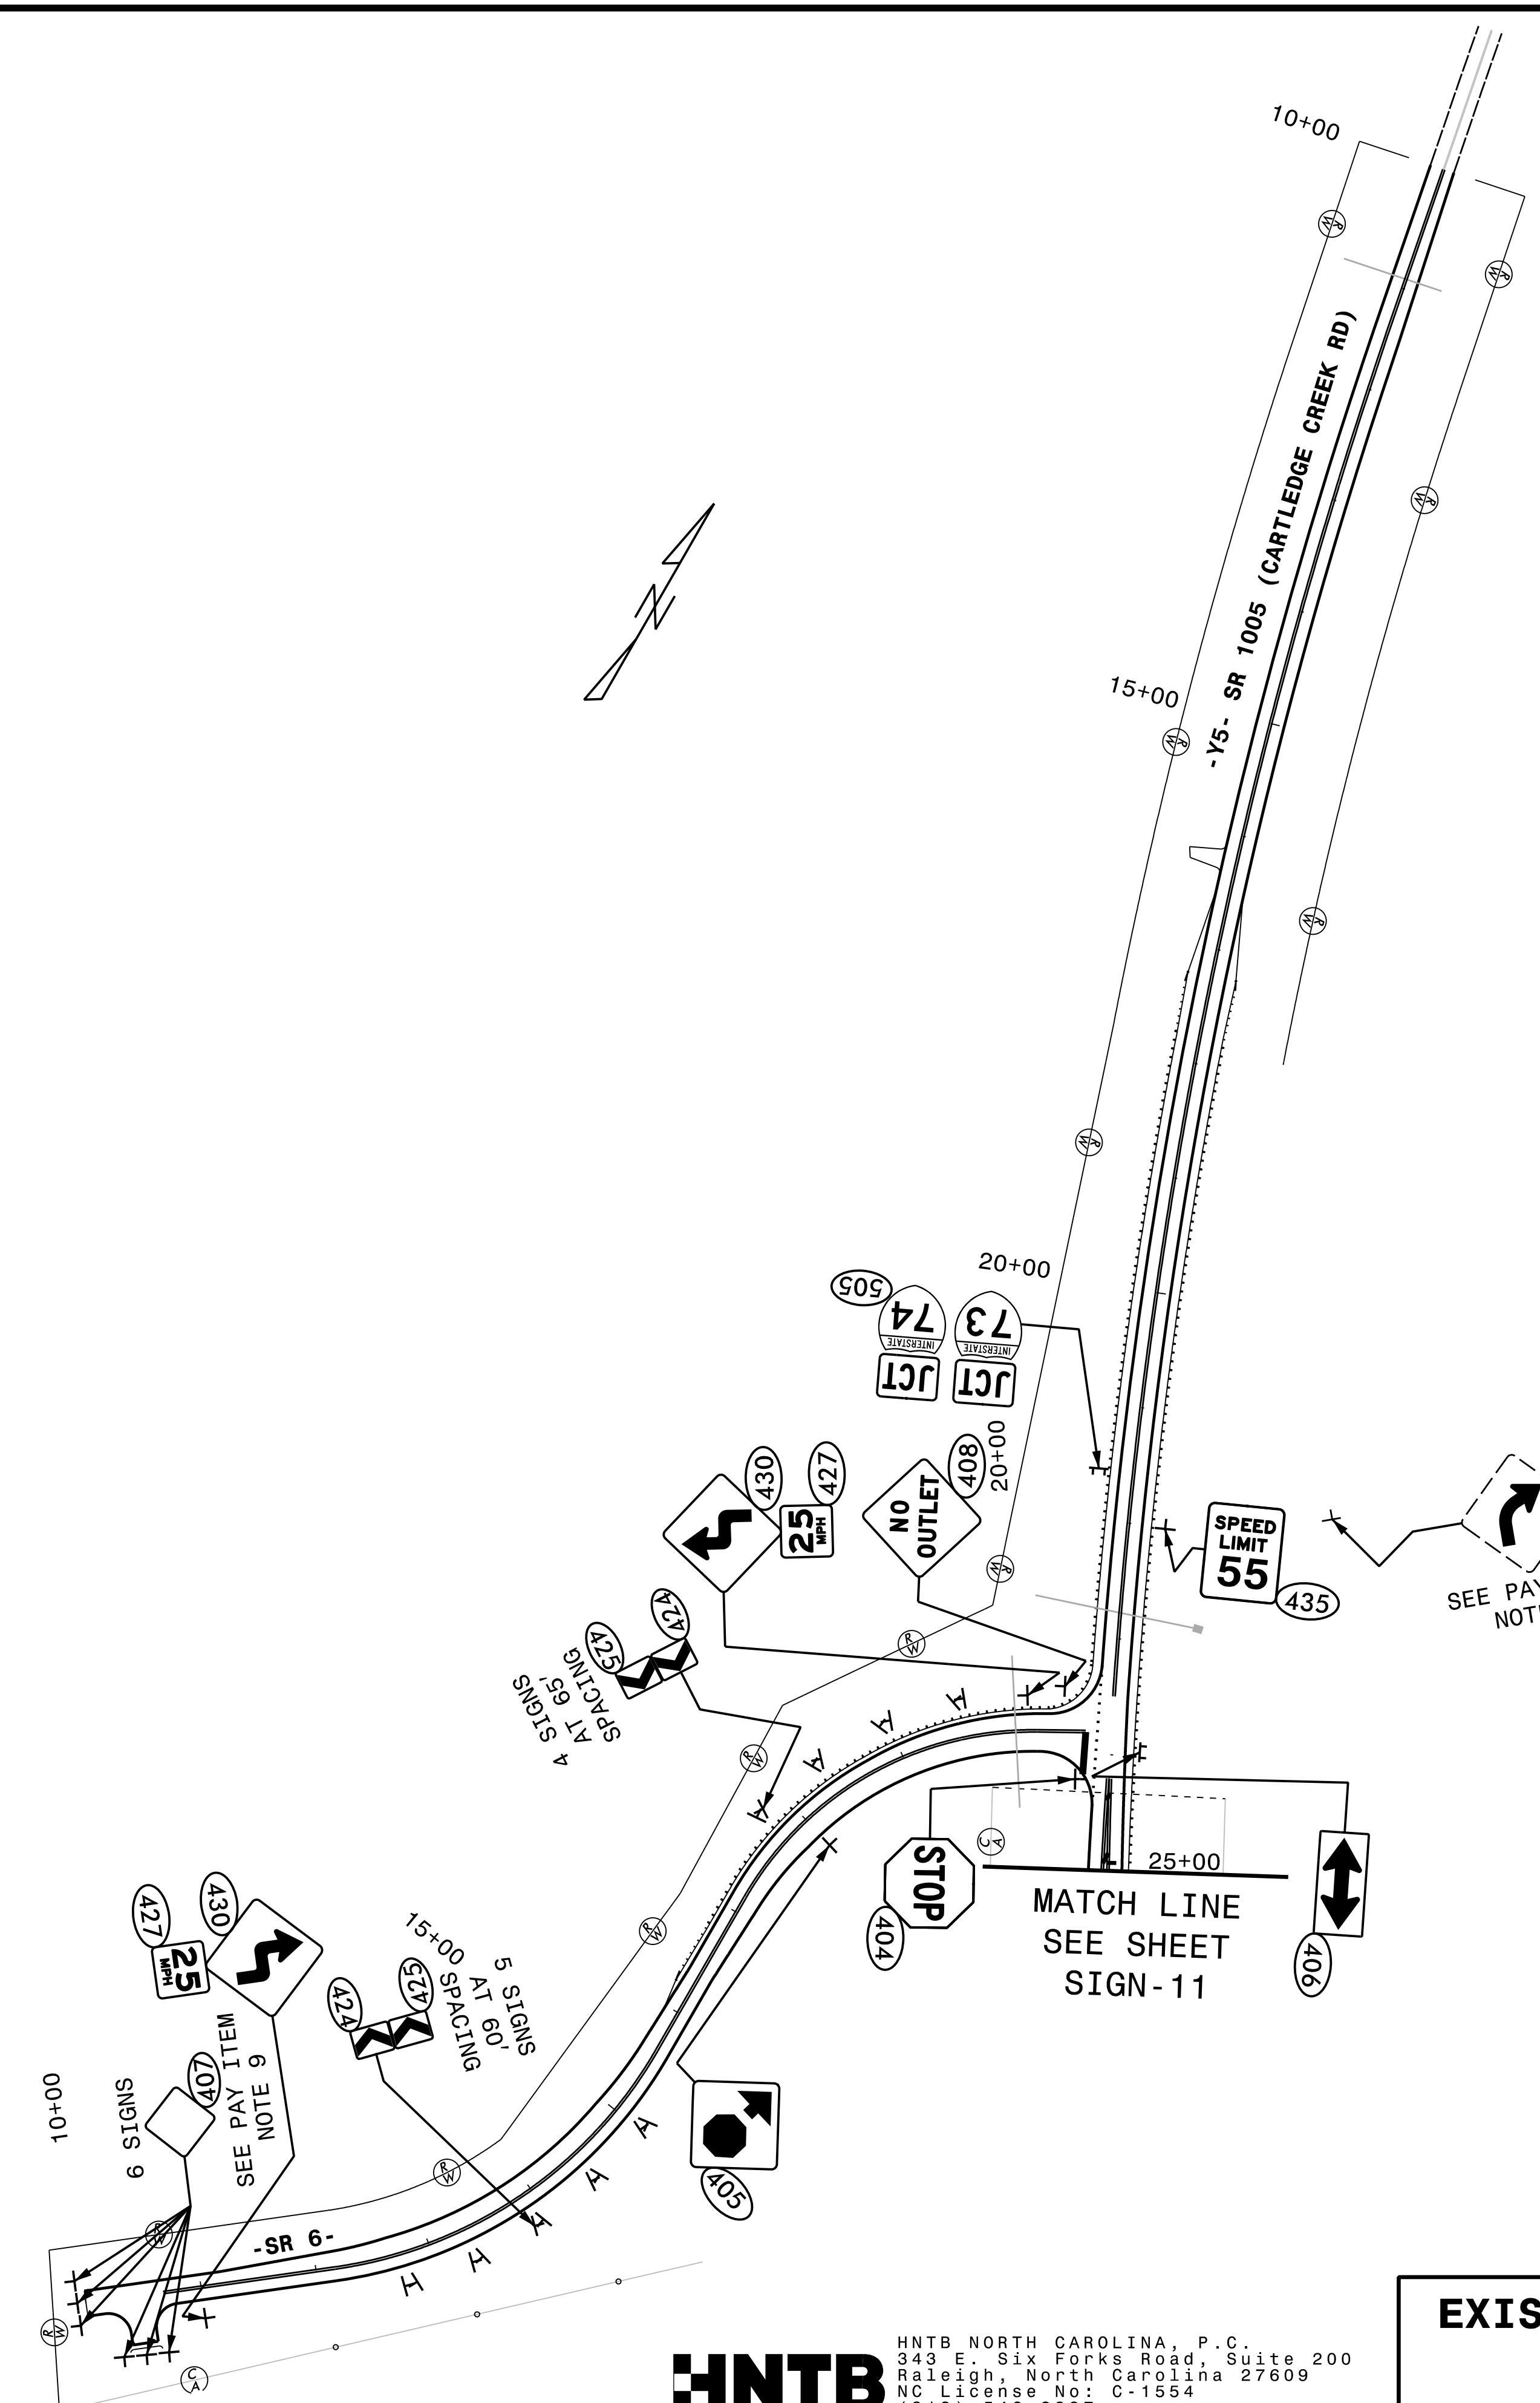 10+00
R/W
R/W
-Y5- SR 1005 (CARTLEDGE CREEK RD)
R/W
N
15+00
R/W
R/W
R/W
20+00
505
74
INTERSTATE
JCT
73
INTERSTATE
JCT
20+00
430
427
25
MPH
408
NO
OUTLET
R/W
SPEED
LIMIT
55
435
SEE PAY
NOT
424
425
4 SIGNS
AT 65'
SPACING
R/W
R/W
C/A
25+00
STOP
404
MATCH LINE
SEE SHEET
SIGN-11
406
R/W
427
430
25
MPH
15+00
424
425
5 SIGNS
AT 60'
SPACING
10+00
6 SIGNS
407
SEE PAY ITEM
NOTE 9
405
R/W
R/W
-SR 6-
R/W
C/A
EXIS
HNTB
HNTB NORTH CAROLINA, P.C.
343 E. Six Forks Road, Suite 200
Raleigh, North Carolina 27609
NC License No: C-1554